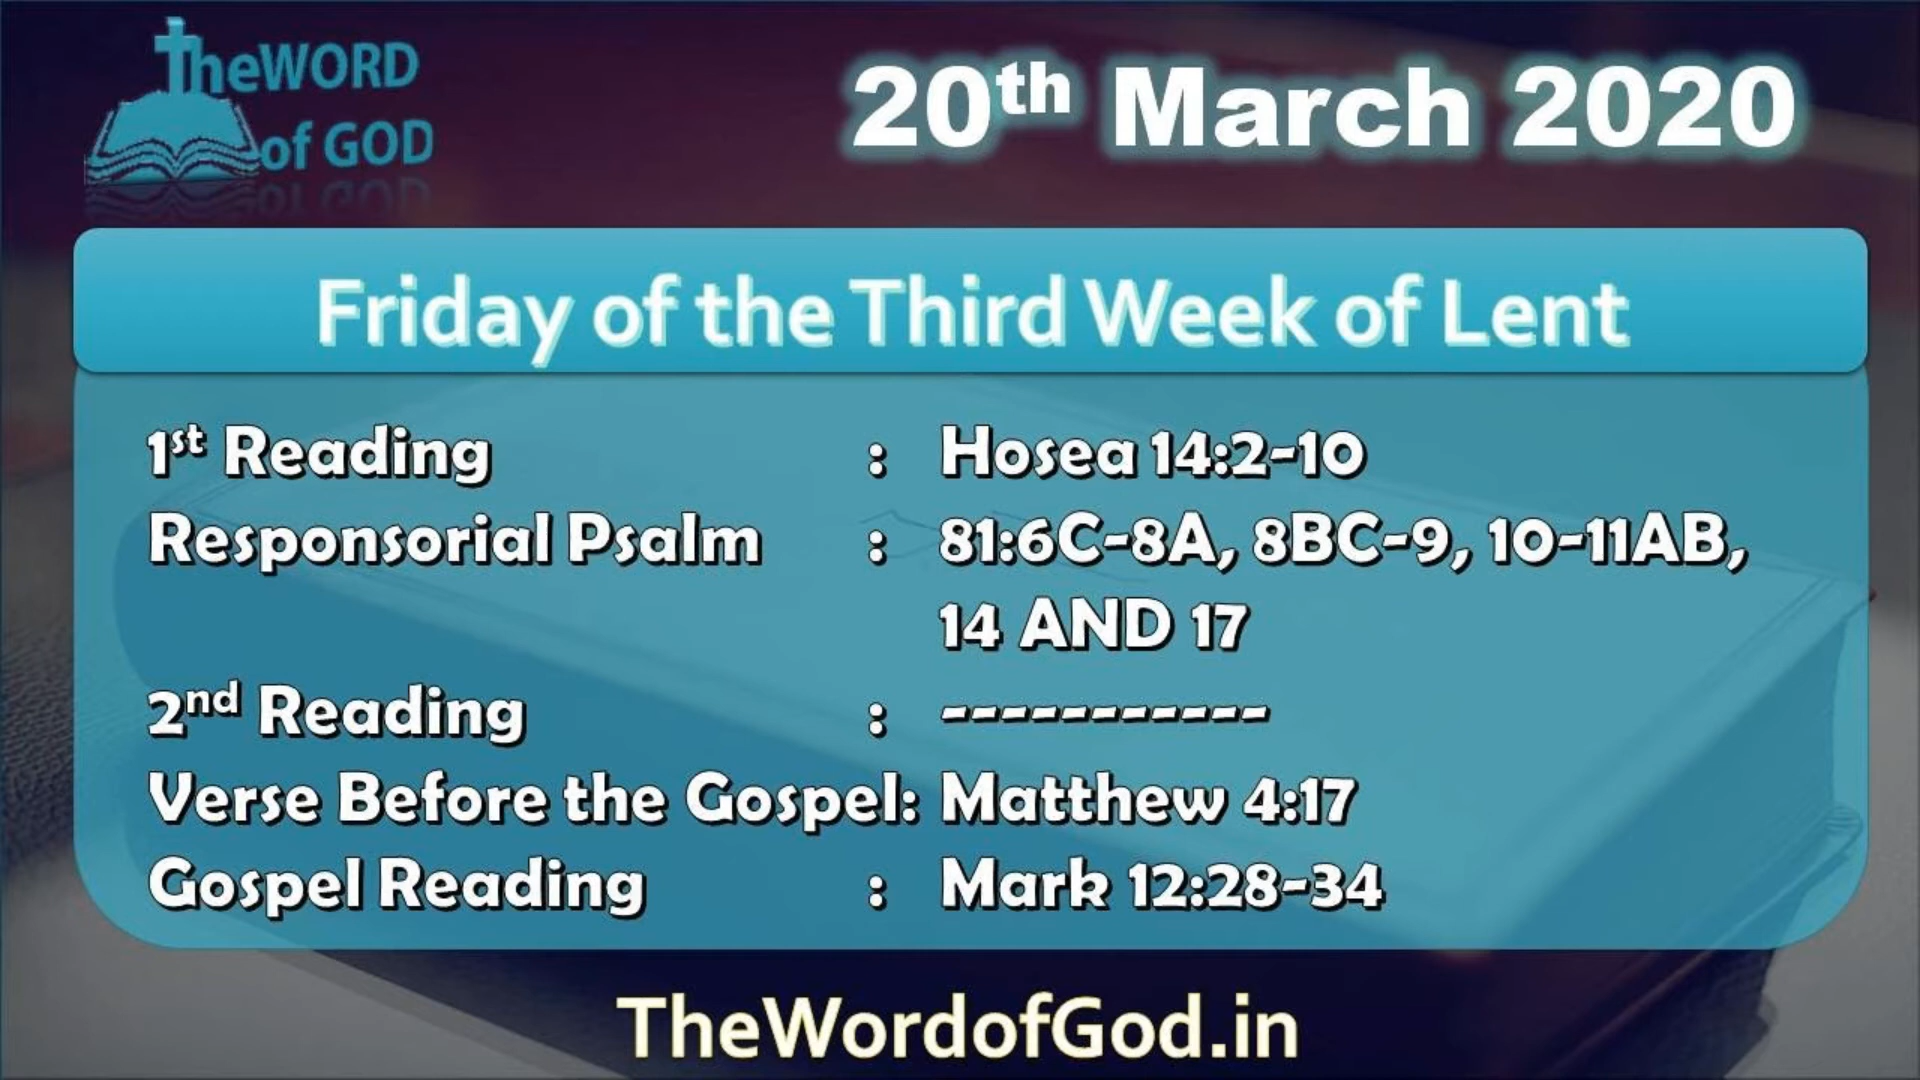 theWORD
of GOD
20th March 2020
Friday of the Third Week of Lent
1st Reading : Hosea 14:2-10
Responsorial Psalm : 81:6C-8A, 8BC-9, 10-11AB,
14 AND 17
2nd Reading : -----------
Verse Before the Gospel: Matthew 4:17
Gospel Reading : Mark 12:28-34
TheWordofGod.in